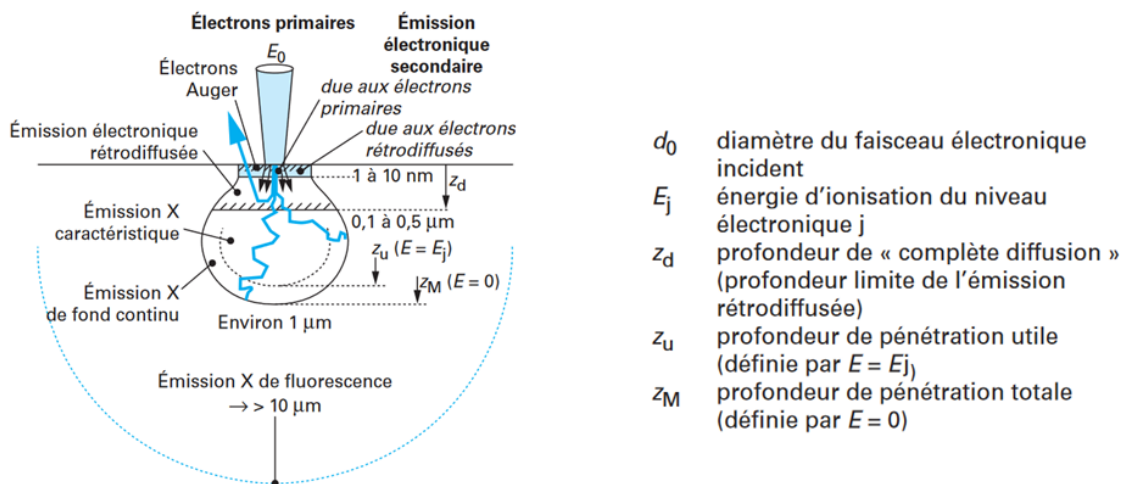 Électrons primaires
E0
Émission
électronique
secondaire
due aux électrons
primaires
due aux électrons
rétrodiffusés
Électrons
Auger
Émission électronique
rétrodiffusée
1 à 10 nm
zd
0,1 à 0,5 µm
Émission X
caractéristique
zu (E = Ej)
zM (E = 0)
Émission X
de fond continu
Environ 1 µm
Émission X de fluorescence
→ > 10 µm
d0 diamètre du faisceau électronique
incident
Ej énergie d'ionisation du niveau
électronique j
zd profondeur de « complète diffusion »
(profondeur limite de l'émission
rétrodiffusée)
zu profondeur de pénétration utile
(définie par E = Ej)
zM profondeur de pénétration totale
(définie par E = 0)